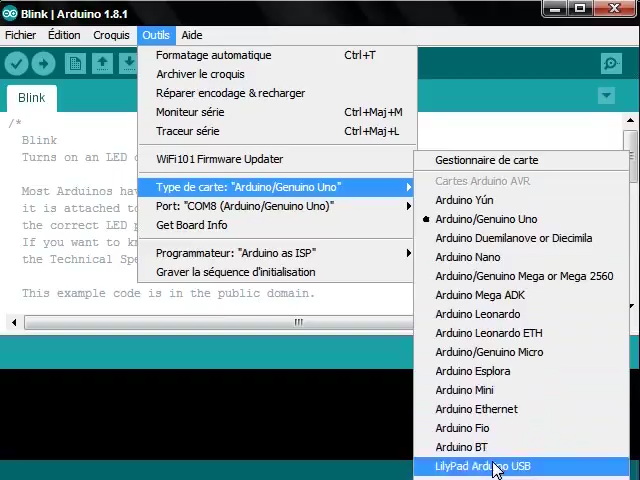 Blink | Arduino 1.8.1
Fichier Édition Croquis Outils Aide
Blink
/*
Blink
Turns on an LED
Most Arduinos hav
it is attached to
the correct LED p
If you want to kn
the Technical Spe
This example code is in the public domain.
Formatage automatique Ctrl+T
Archiver le croquis
Réparer encodage & recharger
Moniteur série Ctrl+Maj+M
Traceur série Ctrl+Maj+L
WiFi101 Firmware Updater
Type de carte: "Arduino/Genuino Uno"
Port: "COM8 (Arduino/Genuino Uno)"
Get Board Info
Programmateur: "Arduino as ISP"
Graver la séquence d'initialisation
Gestionnaire de carte
Cartes Arduino AVR
Arduino Yún
Arduino/Genuino Uno
Arduino Duemilanove or Diecimila
Arduino Nano
Arduino/Genuino Mega or Mega 2560
Arduino Mega ADK
Arduino Leonardo
Arduino Leonardo ETH
Arduino/Genuino Micro
Arduino Esplora
Arduino Mini
Arduino Ethernet
Arduino Fio
Arduino BT
LilyPad Arduino USB